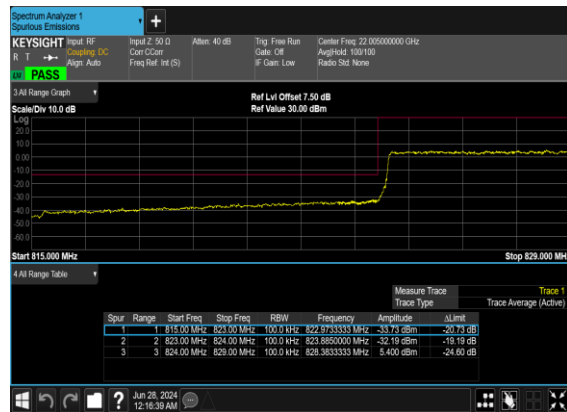 Spectrum Analyzer 1
Spurious Emissions
KEYSIGHT Input: RF Input Z: 50 Ω Atten: 40 dB Trig: Free Run Center Freq: 22.005000000 GHz
R T Coupling: DC Corr CCorr Gate: Off Avg|Hold: 100/100
Align: Auto Freq Ref: Int (S) IF Gain: Low Radio Std: None
LXI PASS
3 All Range Graph
Ref Lvl Offset 7.50 dB
Scale/Div 10.0 dB Ref Value 30.00 dBm
Log
20.0
10.0
0.00
-10.0
-20.0
-30.0
-40.0
-50.0
-60.0
Start 815.000 MHz Stop 829.000 MH
4 All Range Table
Measure Trace Trace 1
Trace Type Trace Average (Active)
Spur Range Start Freq Stop Freq RBW Frequency Amplitude ΔLimit
1 1 815.00 MHz 823.00 MHz 100.0 kHz 822.9733333 MHz -33.73 dBm -20.73 dB
2 2 823.00 MHz 824.00 MHz 100.0 kHz 823.8850000 MHz -32.19 dBm -19.19 dB
3 3 824.00 MHz 829.00 MHz 100.0 kHz 828.3833333 MHz 5.400 dBm -24.60 dB
? Jun 28, 2024
12:16:39 AM